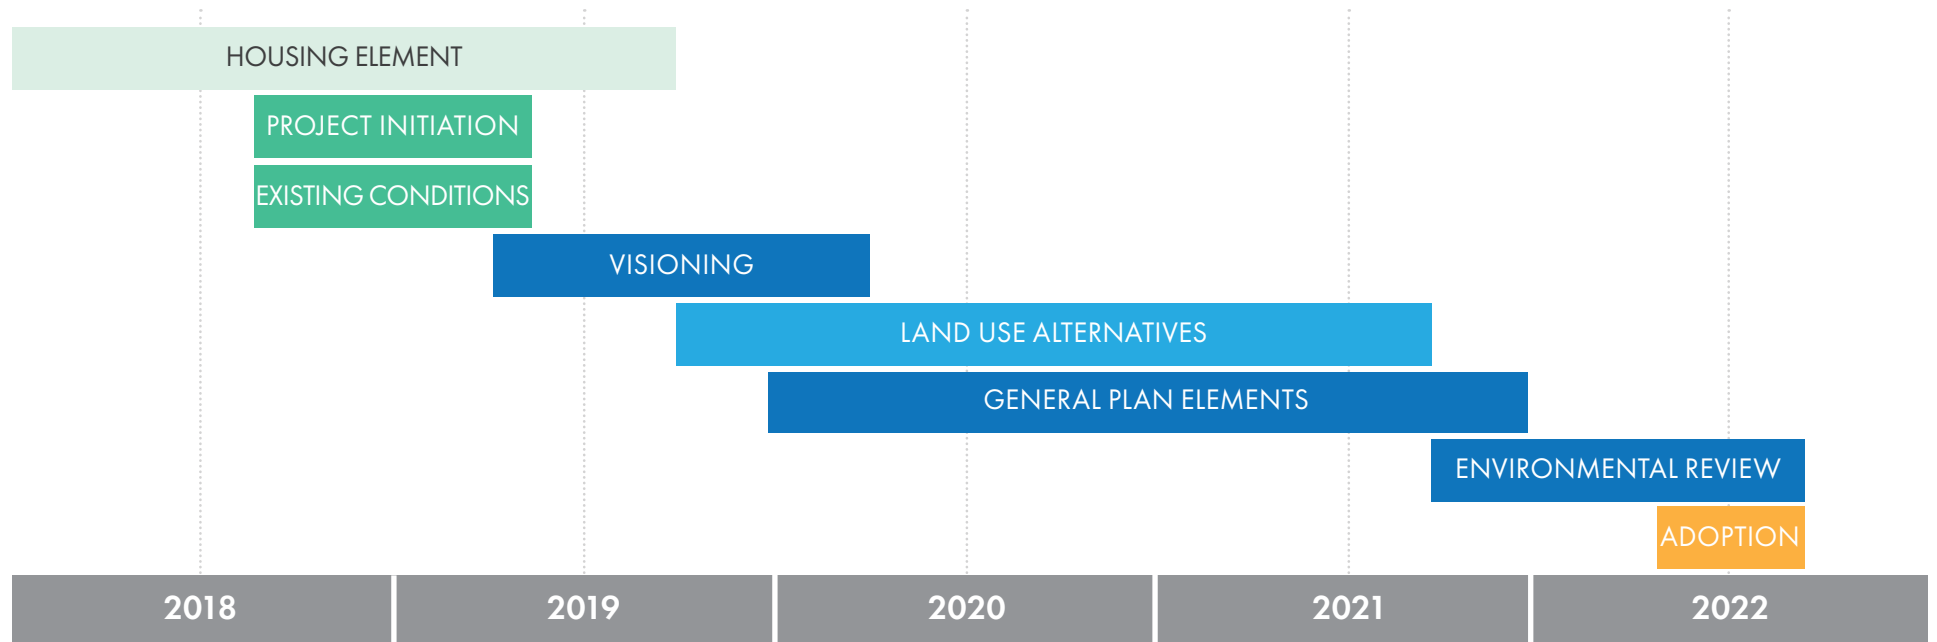 HOUSING ELEMENT
PROJECT INITIATION
EXISTING CONDITIONS
VISIONING
LAND USE ALTERNATIVES
GENERAL PLAN ELEMENTS
ENVIRONMENTAL REVIEW
ADOPTION
2018 2019 2020 2021 2022